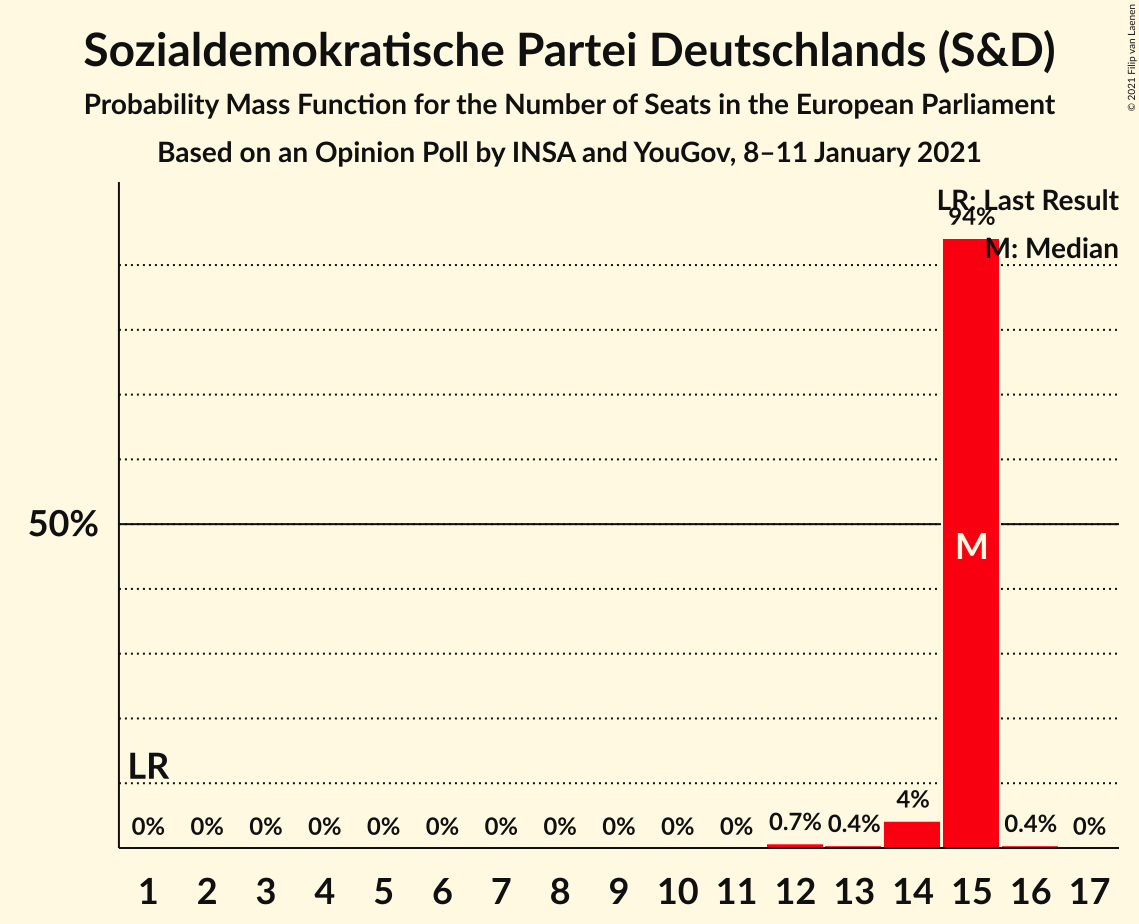 Sozialdemokratische Partei Deutschlands (S&D)
Probability Mass Function for the Number of Seats in the European Parliament
Based on an Opinion Poll by INSA and YouGov, 8–11 January 2021
© 2021 Filip van Laenen
LR: Last Result
M: Median
94%
50%
M
LR
0% 0% 0% 0% 0% 0% 0% 0% 0% 0% 0% 0.7% 0.4% 4% 0.4% 0%
1 2 3 4 5 6 7 8 9 10 11 12 13 14 15 16 17